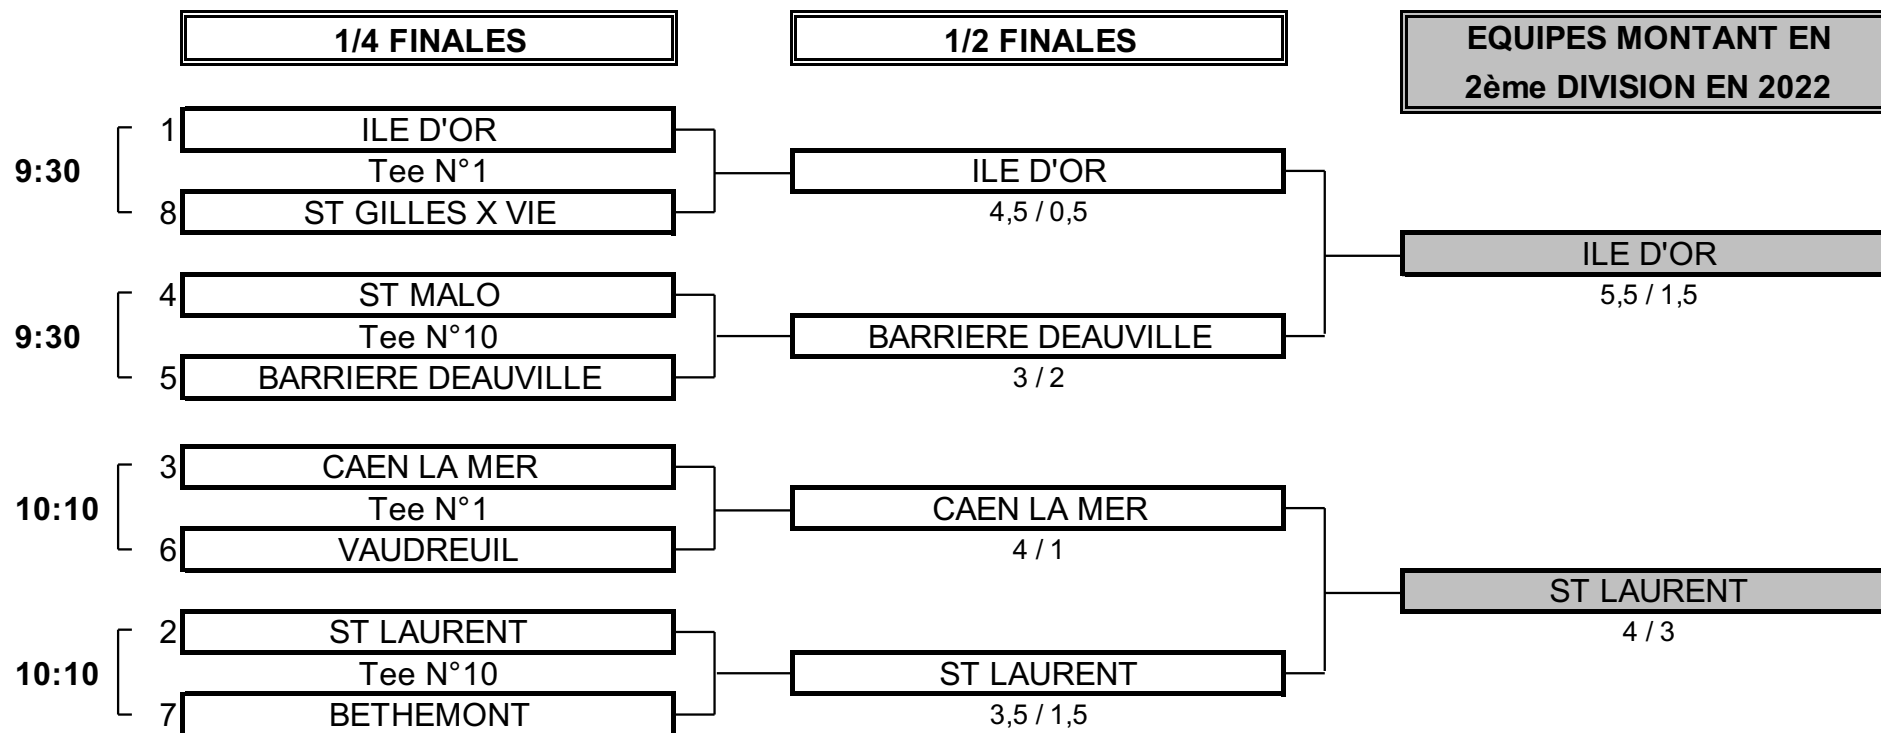 1/4 FINALES
1/2 FINALES
EQUIPES MONTANT EN
2ème DIVISION EN 2022
9:30
1
ILE D'OR
Tee N°1
8
ST GILLES X VIE
ILE D'OR
4,5 / 0,5
9:30
4
ST MALO
Tee N°10
5
BARRIERE DEAUVILLE
BARRIERE DEAUVILLE
3 / 2
ILE D'OR
5,5 / 1,5
10:10
3
CAEN LA MER
Tee N°1
6
VAUDREUIL
CAEN LA MER
4 / 1
10:10
2
ST LAURENT
Tee N°10
7
BETHEMONT
ST LAURENT
3,5 / 1,5
ST LAURENT
4 / 3